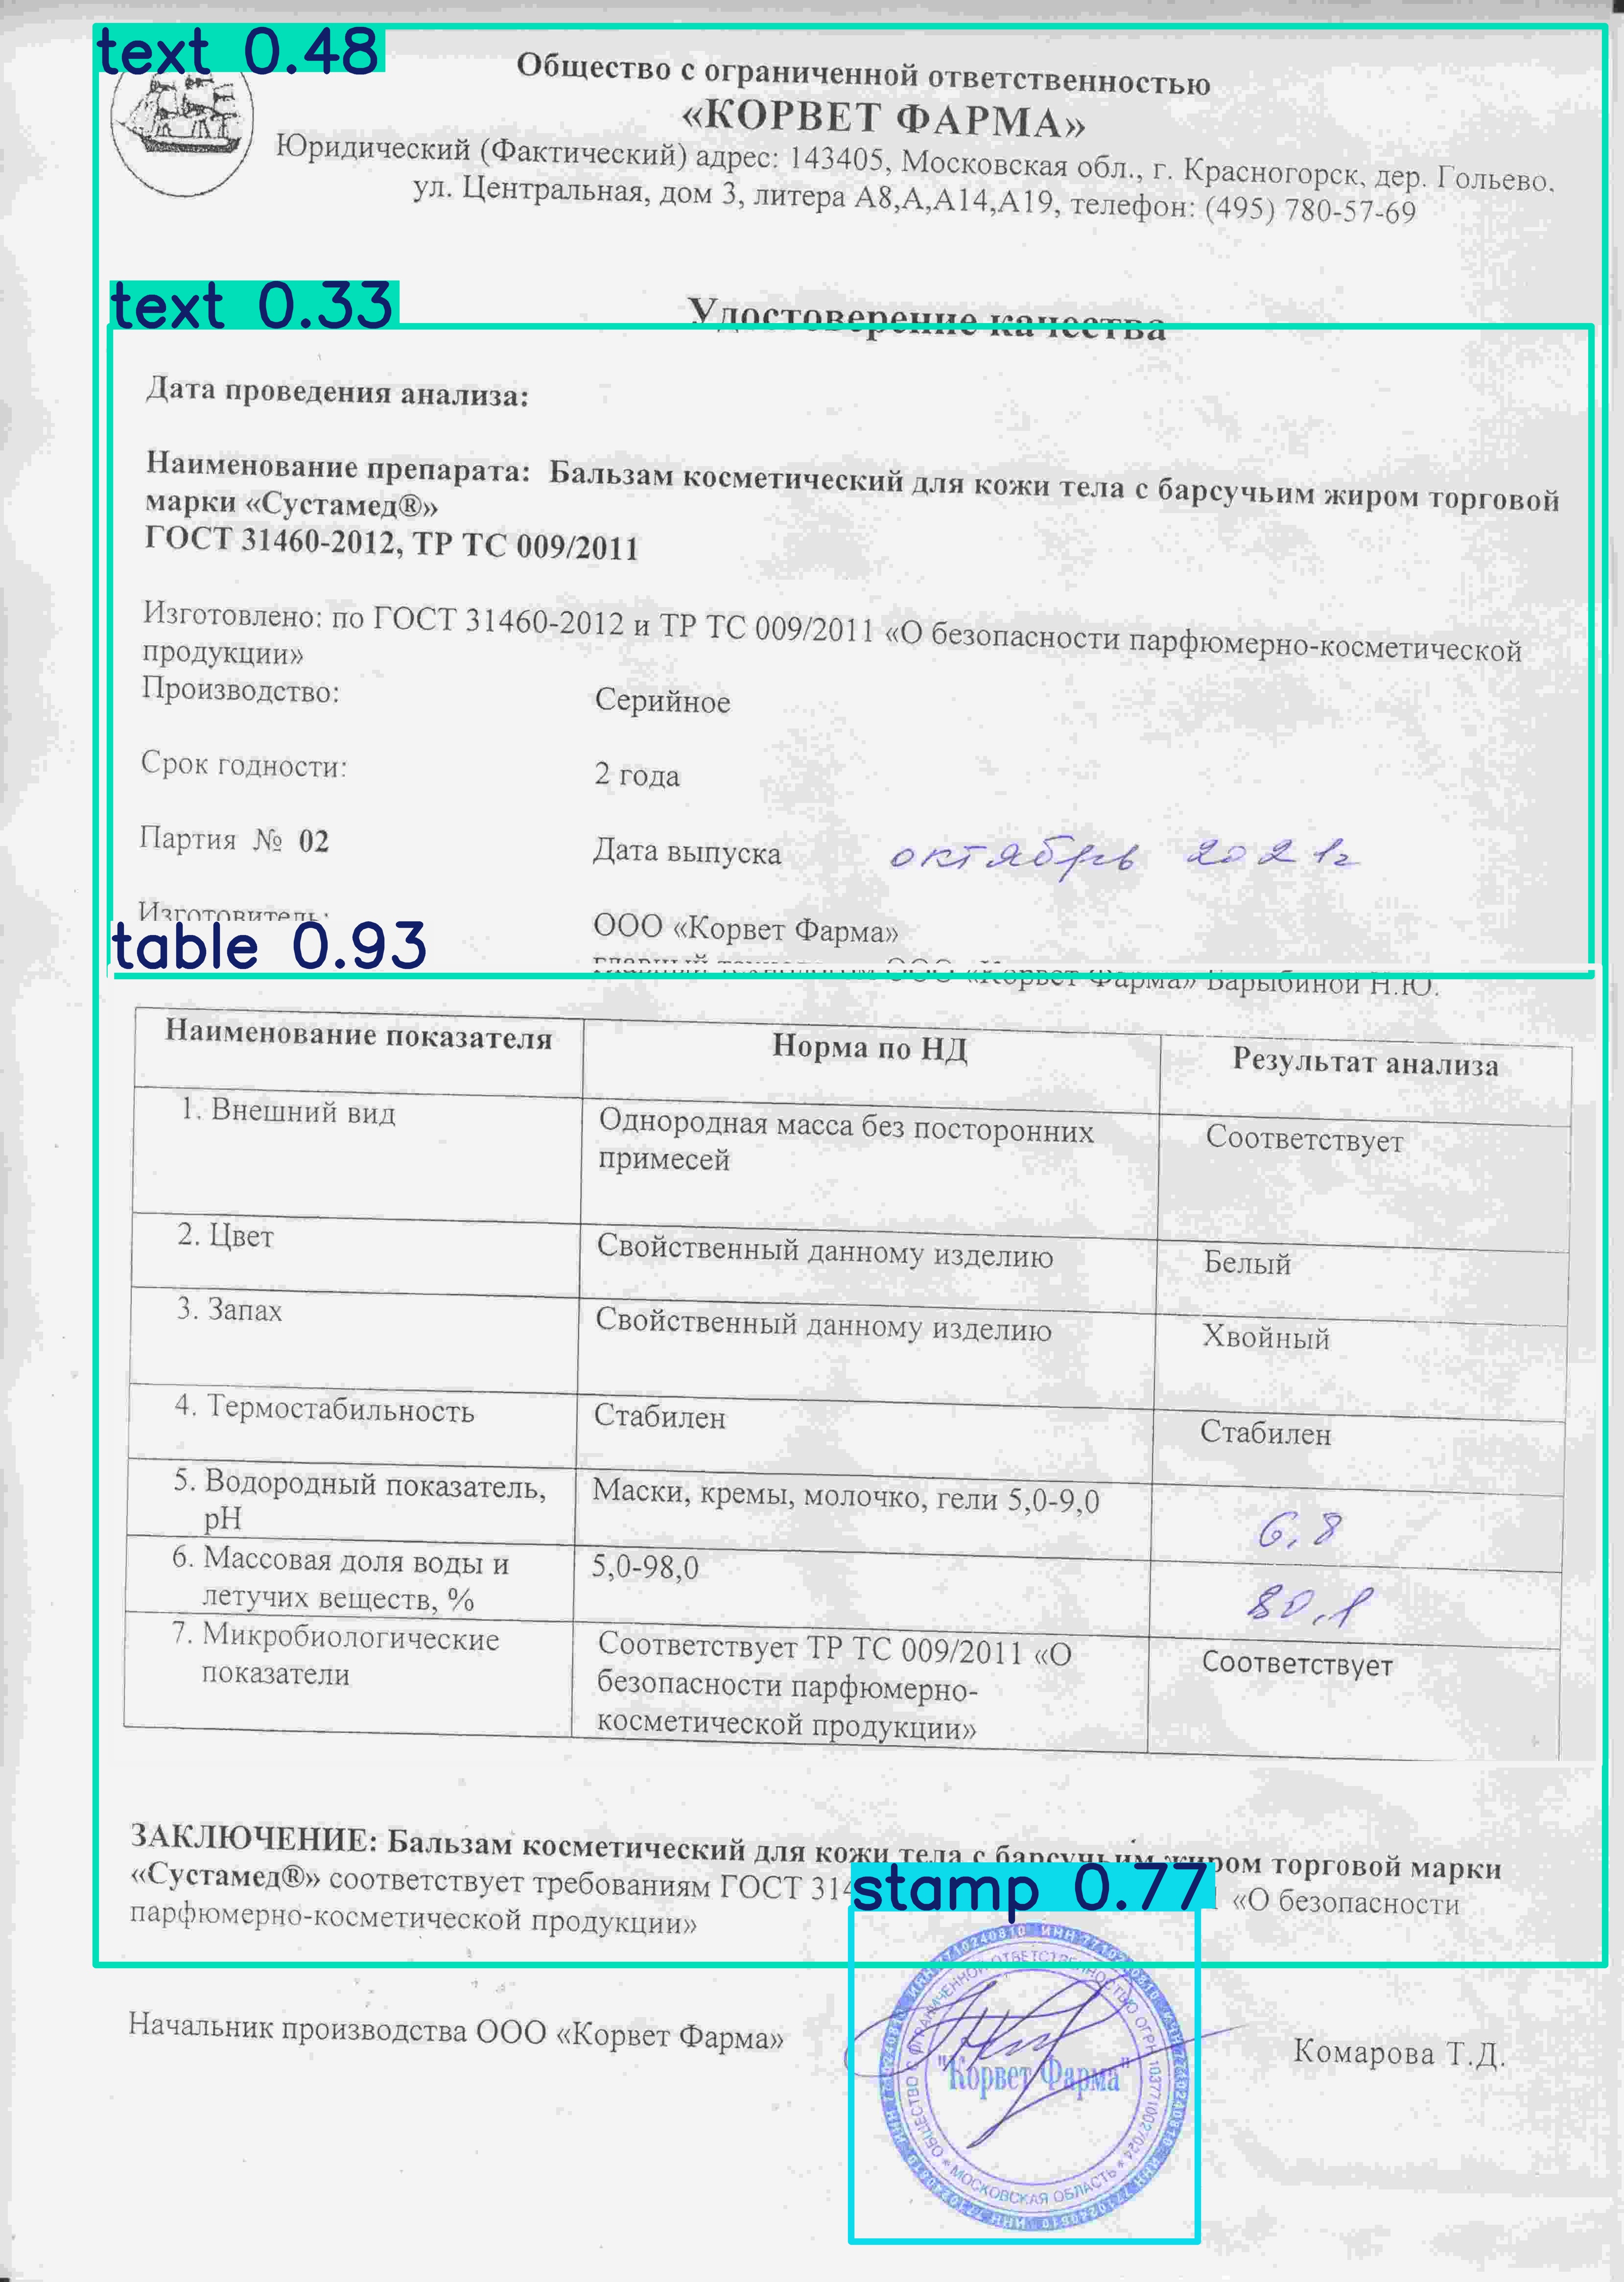 text 0.48
Общество с ограниченной ответственностью
«КОРВЕТ ФАРМА»
Юридический (Фактический) адрес: 143405, Московская обл., г. Красногорск, дер. Гольево,
ул. Центральная, дом 3, литера А8,А,А14,А19, телефон: (495) 780-57-69
text 0.33
Удостоверение качества
Дата проведения анализа:
Наименование препарата: Бальзам косметический для кожи тела с барсучьим жиром торговой
марки «Сустамед®»
ГОСТ 31460-2012, ТР ТС 009/2011
Изготовлено: по ГОСТ 31460-2012 и ТР ТС 009/2011 «О безопасности парфюмерно-косметической
продукции»
Производство: Серийное
Срок годности: 2 года
Партия № 02 Дата выпуска октябрь 2021г
Изготовитель: ООО «Корвет Фарма»
table 0.93
главный технологом ООО «Корвет Фарма» Барыбиной Н.Ю.
Наименование показателя Норма по НД Результат анализа
1. Внешний вид Однородная масса без посторонних Соответствует
примесей
2. Цвет Свойственный данному изделию Белый
3. Запах Свойственный данному изделию Хвойный
4. Термостабильность Стабилен Стабилен
5. Водородный показатель, Маски, кремы, молочко, гели 5,0-9,0 6,8
pH
6. Массовая доля воды и 5,0-98,0 80,1
летучих веществ, %
7. Микробиологические Соответствует ТР ТС 009/2011 «О Соответствует
показатели безопасности парфюмерно-
косметической продукции»
ЗАКЛЮЧЕНИЕ: Бальзам косметический для кожи тела с барсучьим жиром торговой марки
«Сустамед®» соответствует требованиям ГОСТ 314 «О безопасности
stamp 0.77
парфюмерно-косметической продукции»
Начальник производства ООО «Корвет Фарма» Комарова Т.Д.
ИНН 7710240810 ИНН 7710240810
ОБЩЕСТВО С ОГРАНИЧЕННОЙ ОТВЕТСТВЕННОСТЬЮ ОГРН 1037710027024
* МОСКОВСКАЯ ОБЛАСТЬ *
"Корвет Фарма"